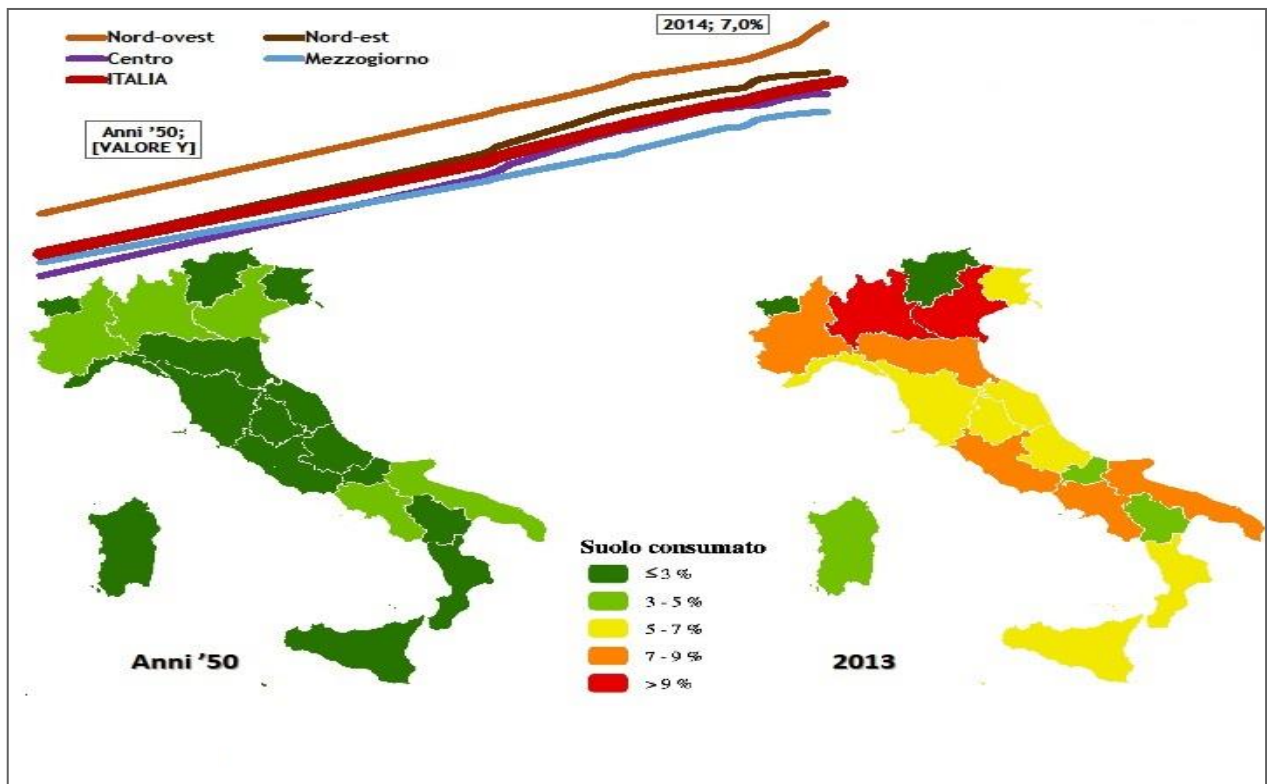 2014; 7,0%
Nord-ovest
Nord-est
Centro
Mezzogiorno
ITALIA
Anni '50;
[VALORE Y]
Suolo consumato
≤3 %
3 - 5 %
5 - 7 %
7 - 9 %
>9 %
Anni '50
2013